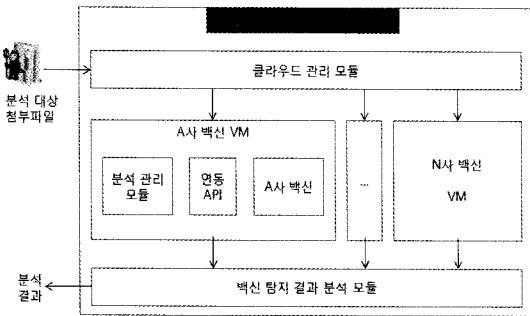 클라우드 관리 모듈
분석 대상
첨부파일
A사 백신 VM
분석 관리
모듈
연동
API
A사 백신
...
N사 백신
VM
분석
결과
백신 탐지 결과 분석 모듈